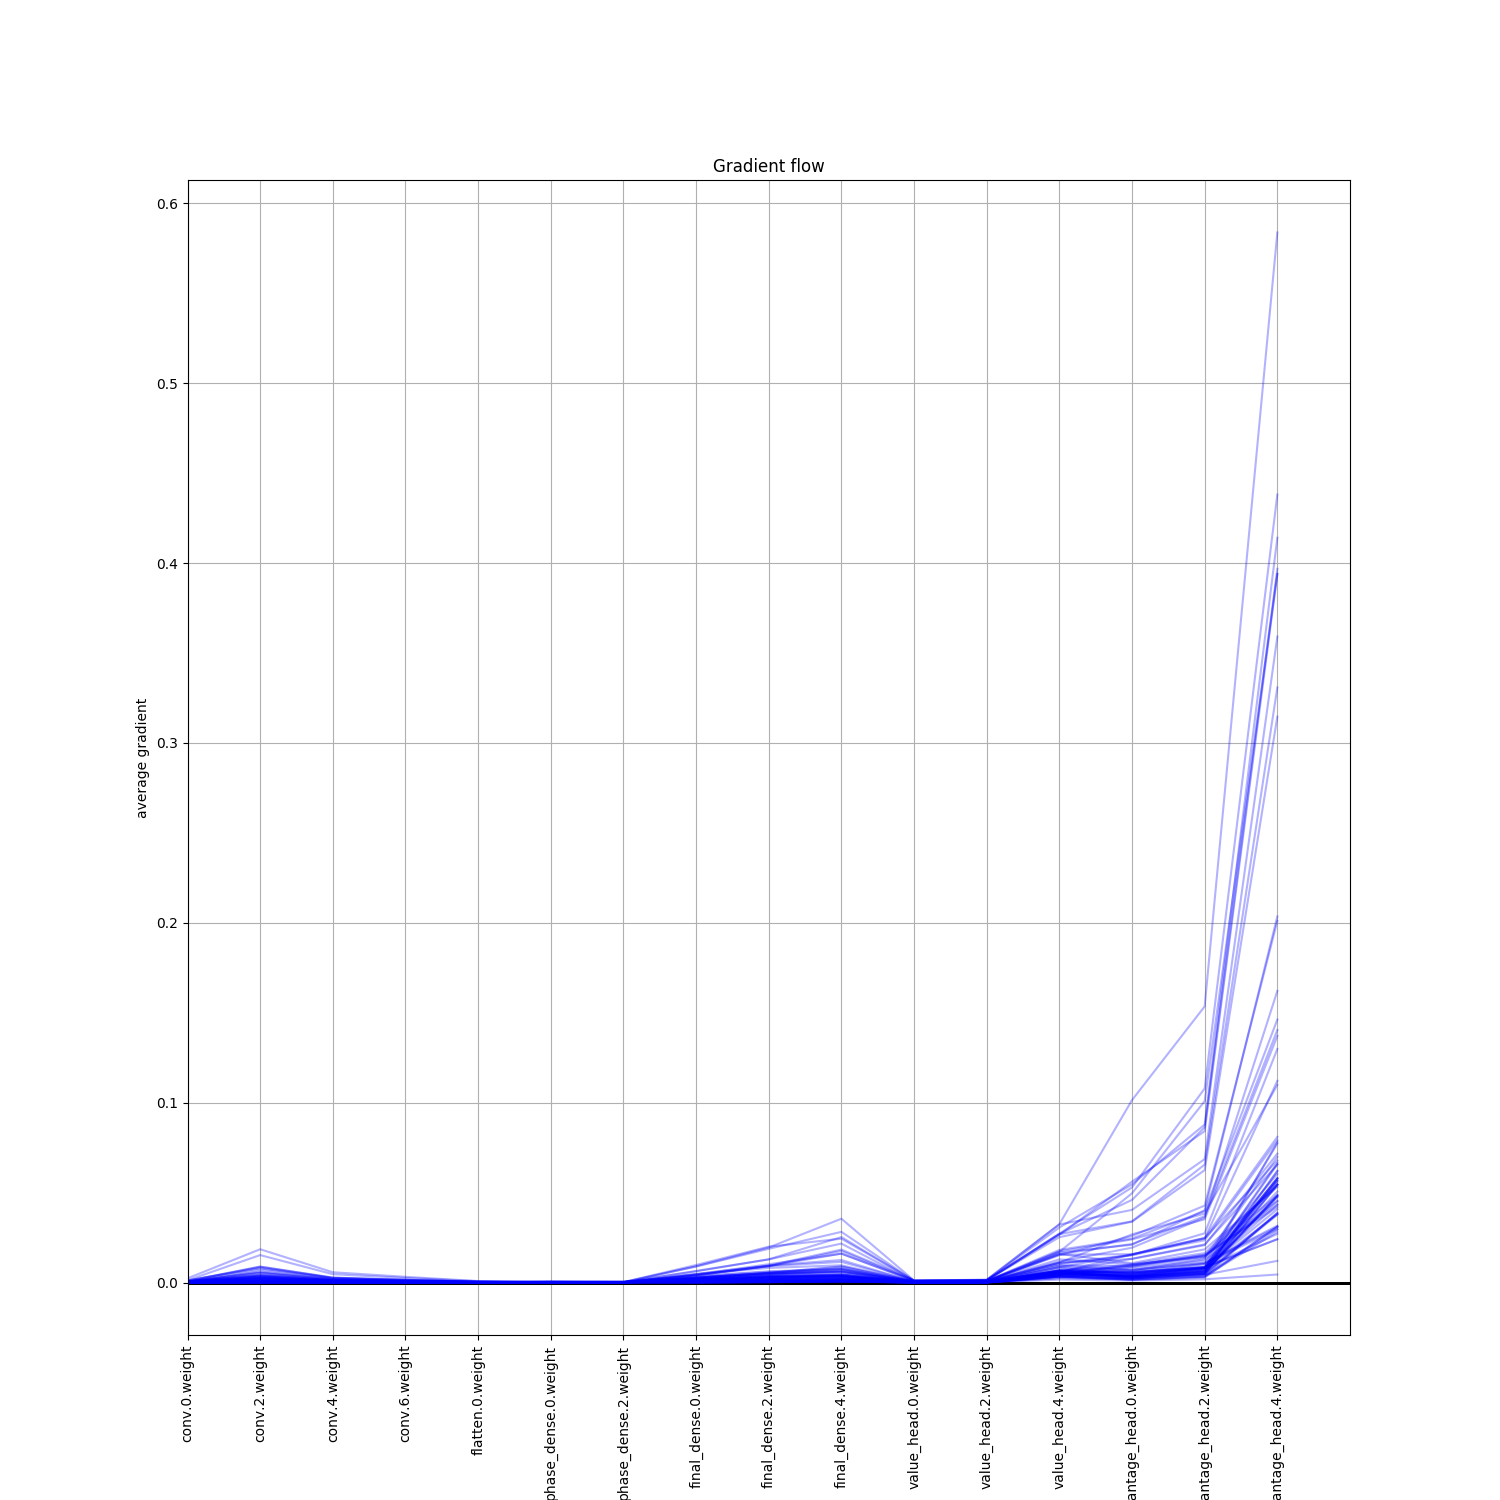 Gradient flow
0.6
0.5
0.4
0.3
0.2
0.1
0.0
average gradient
conv.0.weight
conv.2.weight
conv.4.weight
conv.6.weight
flatten.0.weight
phase_dense.0.weight
phase_dense.2.weight
final_dense.0.weight
final_dense.2.weight
final_dense.4.weight
value_head.0.weight
value_head.2.weight
value_head.4.weight
antage_head.0.weight
antage_head.2.weight
antage_head.4.weight